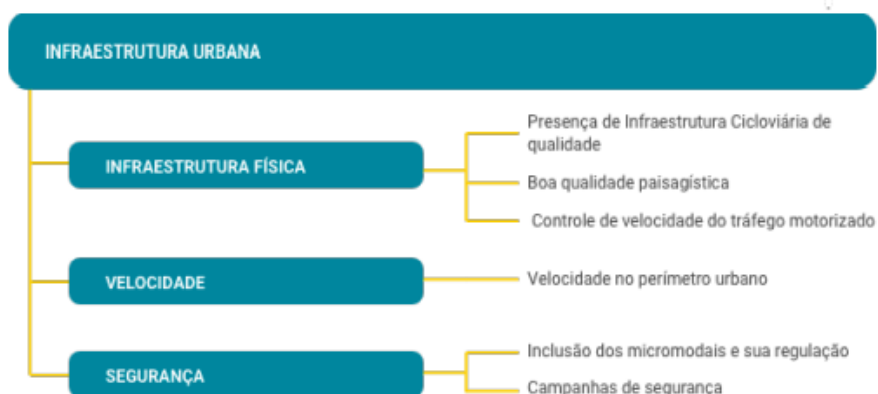 INFRAESTRUTURA URBANA
INFRAESTRUTURA FÍSICA
Presença de Infraestrutura Cicloviária de
qualidade
Boa qualidade paisagística
Controle de velocidade do tráfego motorizado
VELOCIDADE
Velocidade no perímetro urbano
SEGURANÇA
Inclusão dos micromodais e sua regulação
Campanhas de segurança